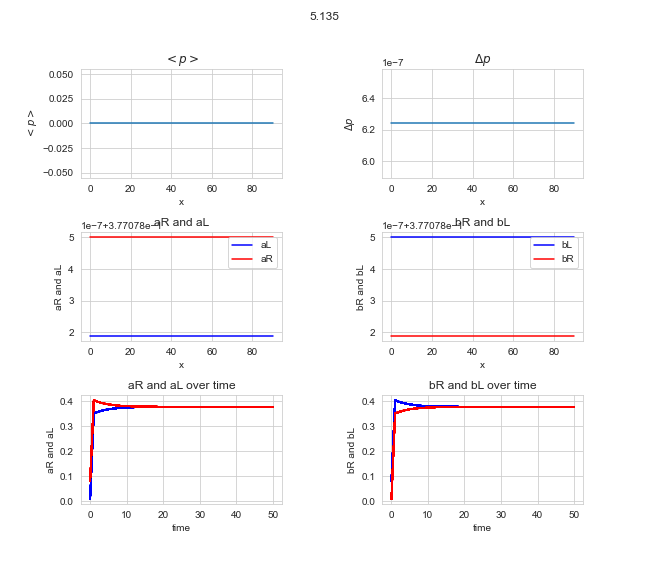 5.135
< p >
Δp
0.050
0.025
0.000
−0.025
−0.050
< p >
0 20 40 60 80
x
1e−7
6.4
6.2
6.0
Δp
0 20 40 60 80
x
aR and aL
1e−7+3.77078e−1
5
4
3
2
aR and aL
aL
aR
0 20 40 60 80
x
bR and bL
1e−7+3.77078e−1
5
4
3
2
bR and bL
bL
bR
0 20 40 60 80
x
aR and aL over time
0.4
0.3
0.2
0.1
0.0
aR and aL
0 10 20 30 40 50
time
bR and bL over time
0.4
0.3
0.2
0.1
0.0
bR and bL
0 10 20 30 40 50
time